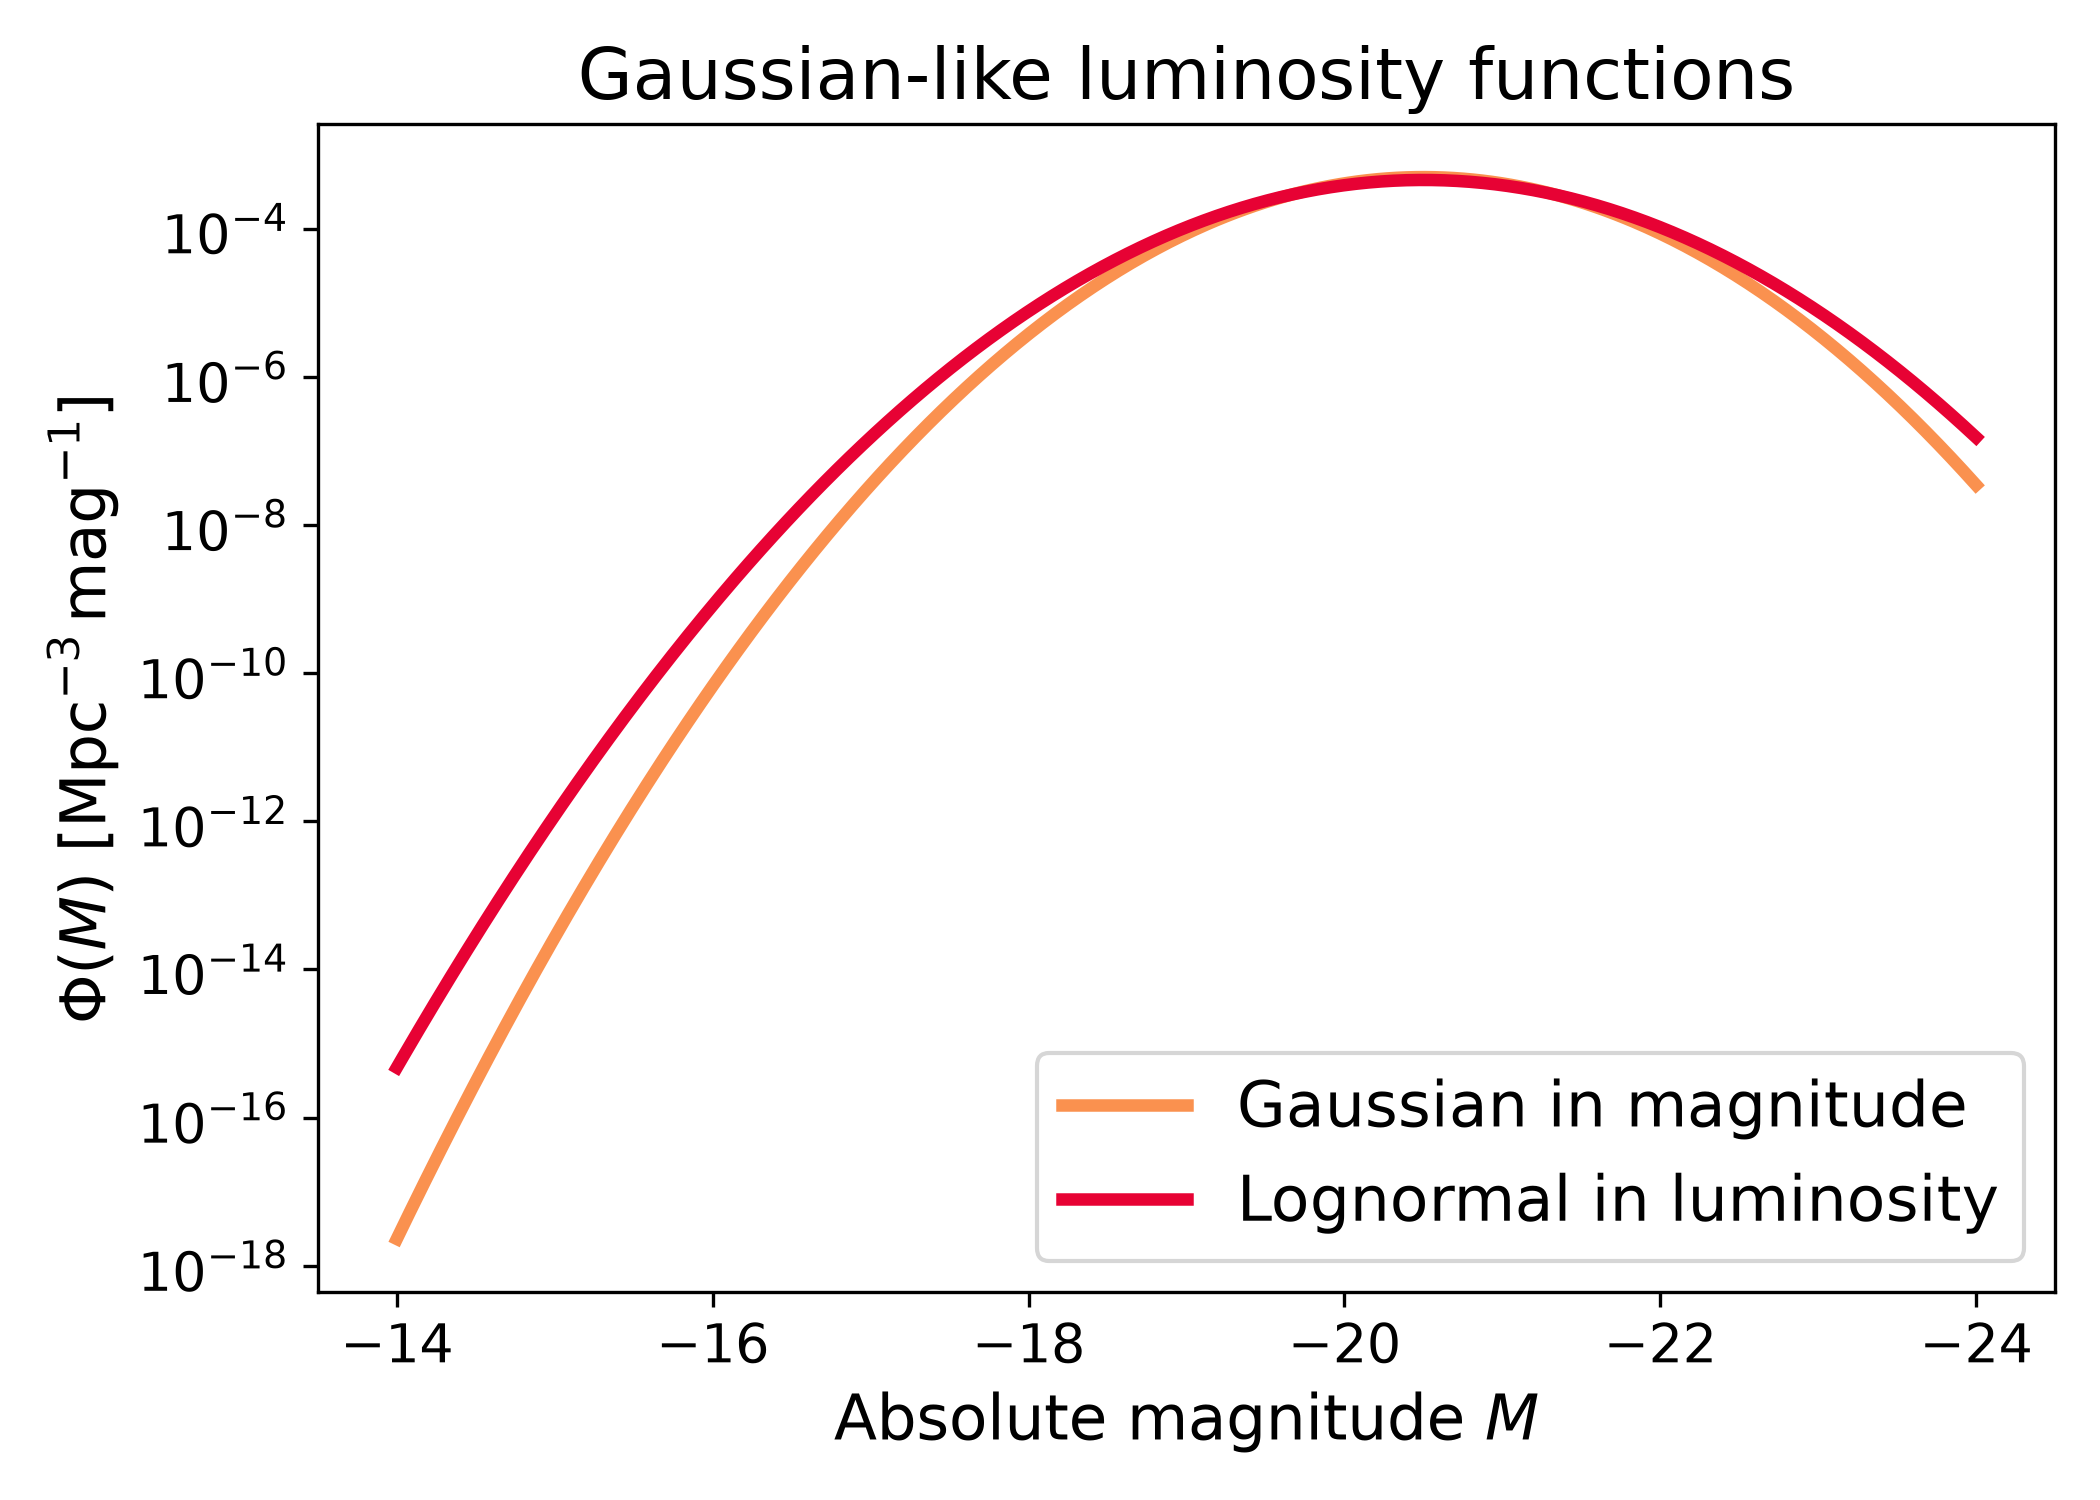 Gaussian-like luminosity functions
Φ(M) [Mpc⁻³ mag⁻¹]
10⁻⁴
10⁻⁶
10⁻⁸
10⁻¹⁰
10⁻¹²
10⁻¹⁴
10⁻¹⁶
10⁻¹⁸
Gaussian in magnitude
Lognormal in luminosity
−14 −16 −18 −20 −22 −24
Absolute magnitude M